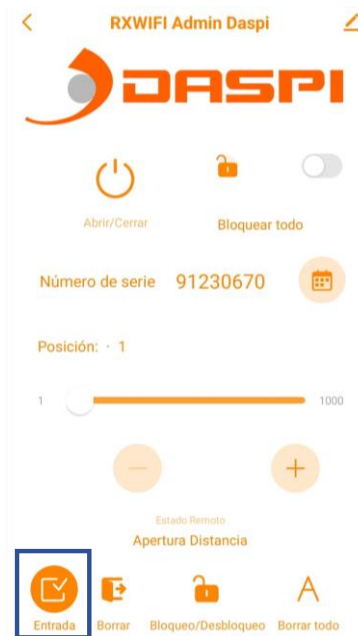 RXWIFI Admin Daspi
DASPI
Abrir/Cerrar
Bloquear todo
Número de serie 91230670
Posición: · 1
1 1000
Estado Remoto
Apertura Distancia
Entrada Borrar Bloqueo/Desbloqueo Borrar todo